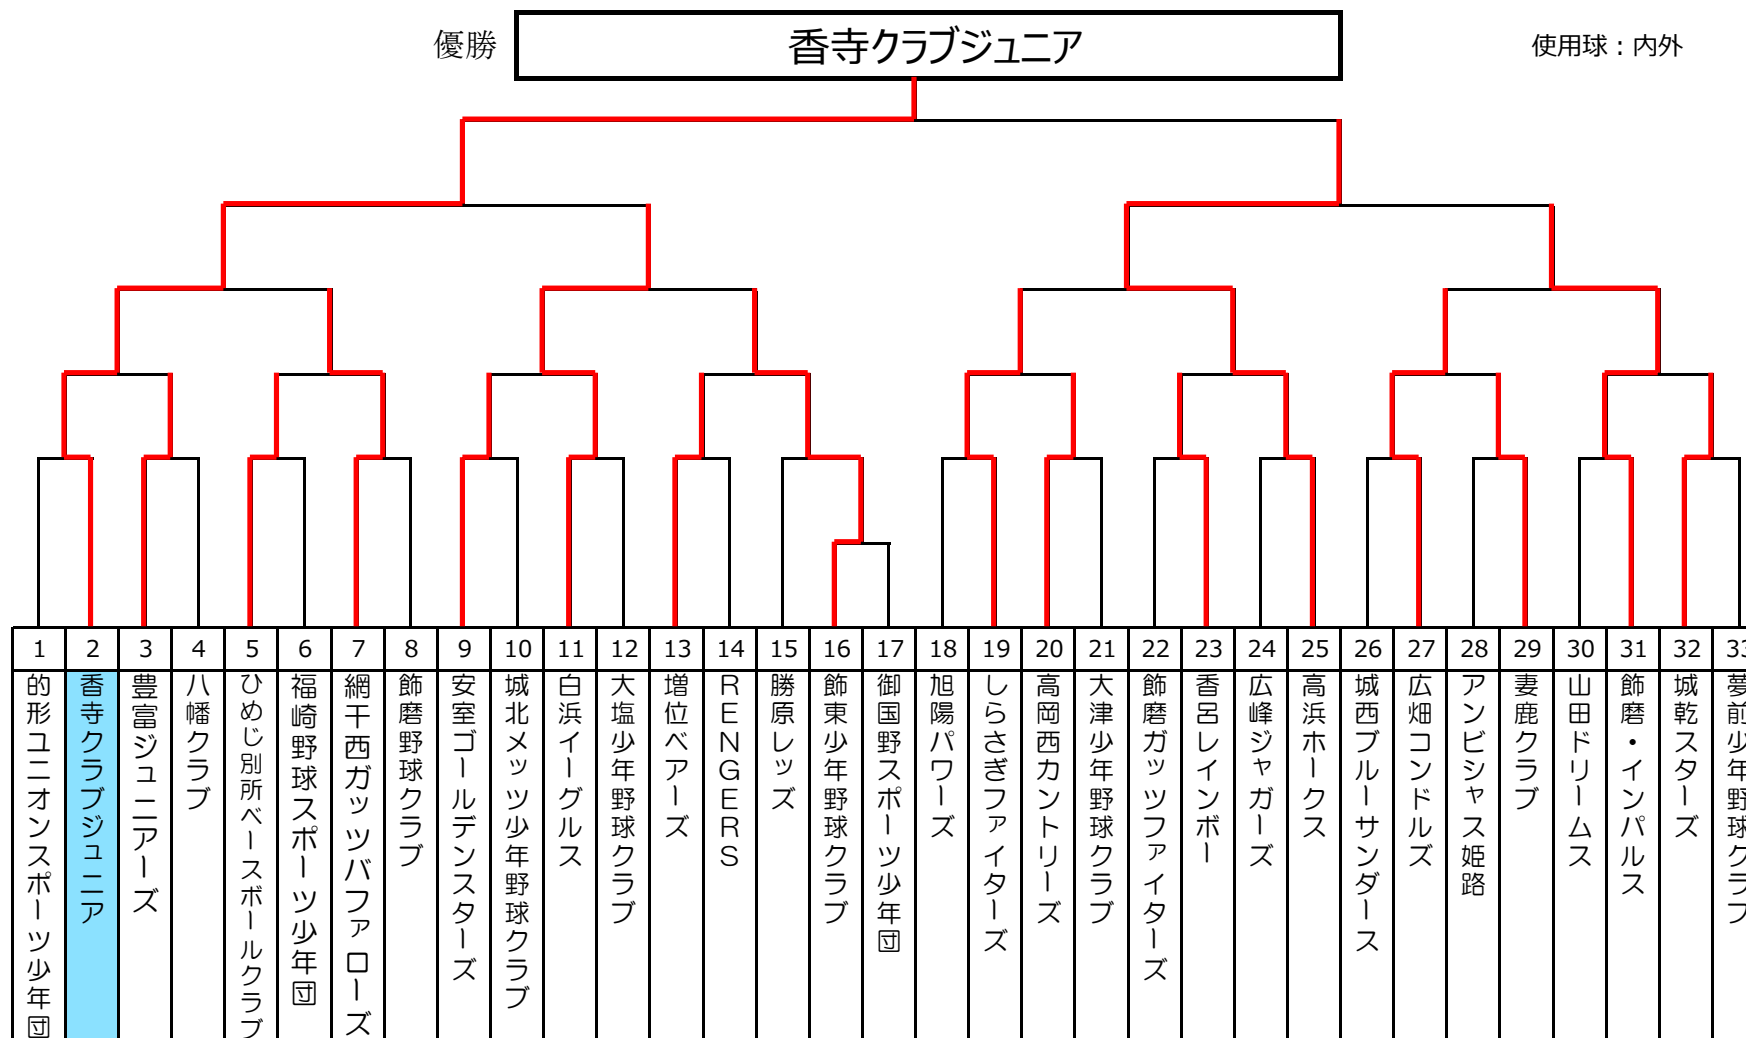 優勝
香寺クラブジュニア
使用球：内外
1
2
3
4
5
6
7
8
9
10
11
12
13
14
15
16
17
18
19
20
21
22
23
24
25
26
27
28
29
30
31
32
33
的形ユニオンスポーツ少年団
香寺クラブジュニア
豊富ジュニアーズ
八幡クラブ
ひめじ別所ベースボールクラブ
福崎野球スポーツ少年団
網干西ガッツバファローズ
飾磨野球クラブ
安室ゴールデンスターズ
城北メッツ少年野球クラブ
白浜イーグルス
大塩少年野球クラブ
増位ベアーズ
ＲＥＮＧＥＲＳ
勝原レッズ
飾東少年野球クラブ
御国野スポーツ少年団
旭陽パワーズ
しらさぎファイターズ
高岡西カントリーズ
大津少年野球クラブ
飾磨ガッツファイターズ
香呂レインボー
広峰ジャガーズ
高浜ホークス
城西ブルーサンダース
広畑コンドルズ
アンビシャス姫路
妻鹿クラブ
山田ドリームス
飾磨・インパルス
城乾スターズ
夢前少年野球クラブ